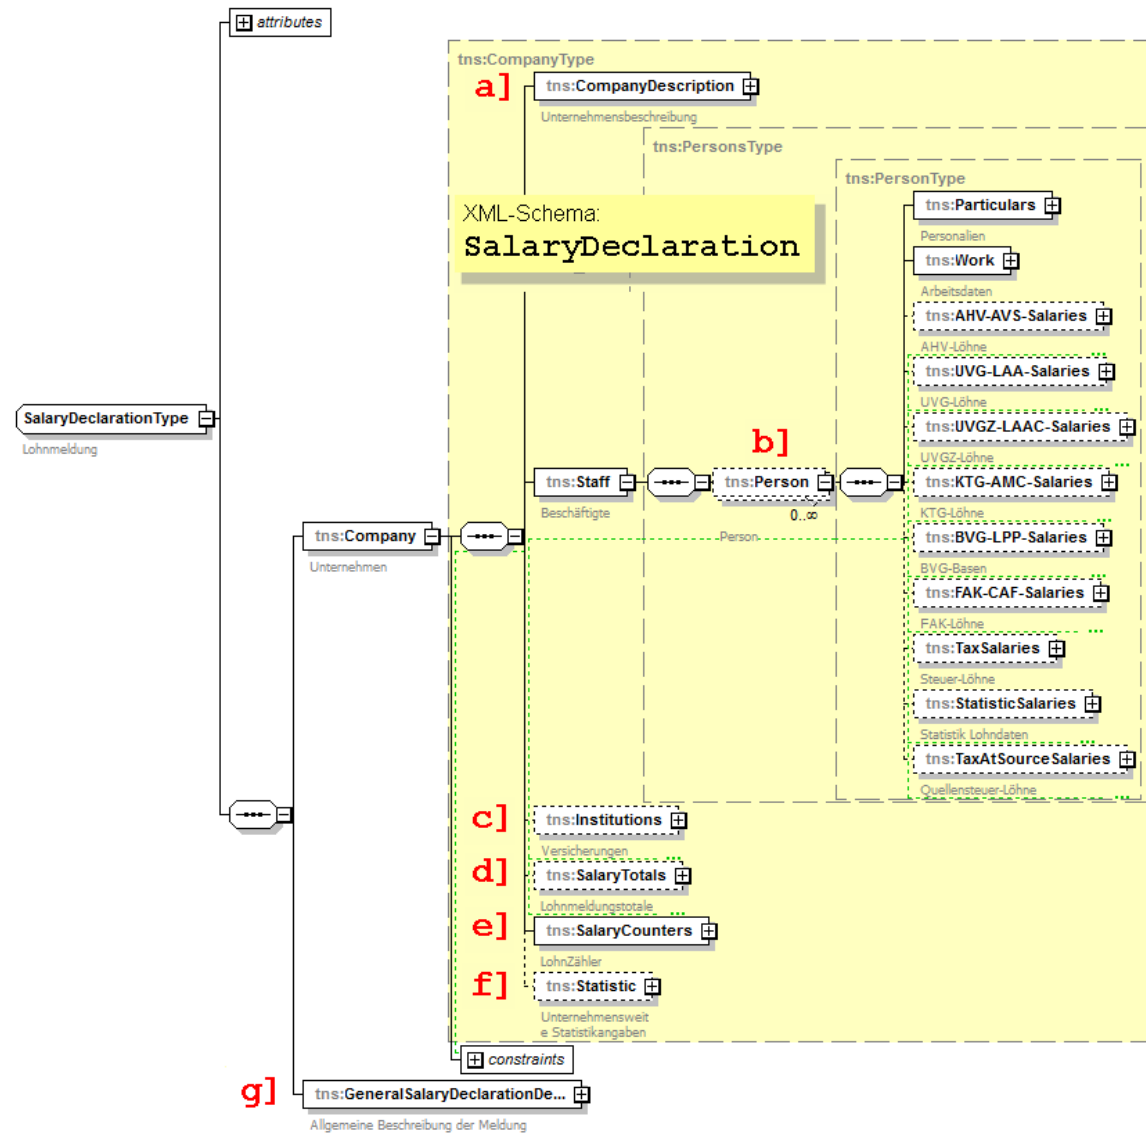 attributes
tns:CompanyType
a]
tns:CompanyDescription
Unternehmensbeschreibung
tns:PersonsType
tns:PersonType
XML-Schema:
SalaryDeclaration
tns:Particulars
Personalien
tns:Work
Arbeitsdaten
tns:AHV-AVS-Salaries
AHV-Löhne
tns:UVG-LAA-Salaries
UVG-Löhne
SalaryDeclarationType
Lohnmeldung
tns:UVGZ-LAAC-Salaries
UVGZ-Löhne
b]
tns:Staff
Beschäftigte
tns:Person
0..∞
Person
tns:KTG-AMC-Salaries
KTG-Löhne
tns:Company
Unternehmen
tns:BVG-LPP-Salaries
BVG-Basen
tns:FAK-CAF-Salaries
FAK-Löhne
tns:TaxSalaries
Steuer-Löhne
tns:StatisticSalaries
Statistik Lohndaten
tns:TaxAtSourceSalaries
Quellensteuer-Löhne
c]
tns:Institutions
Versicherungen
d]
tns:SalaryTotals
Lohnmeldungstotale
e]
tns:SalaryCounters
LohnZähler
f]
tns:Statistic
Unternehmensweit
e Statistikangaben
constraints
g]
tns:GeneralSalaryDeclarationDe...
Allgemeine Beschreibung der Meldung